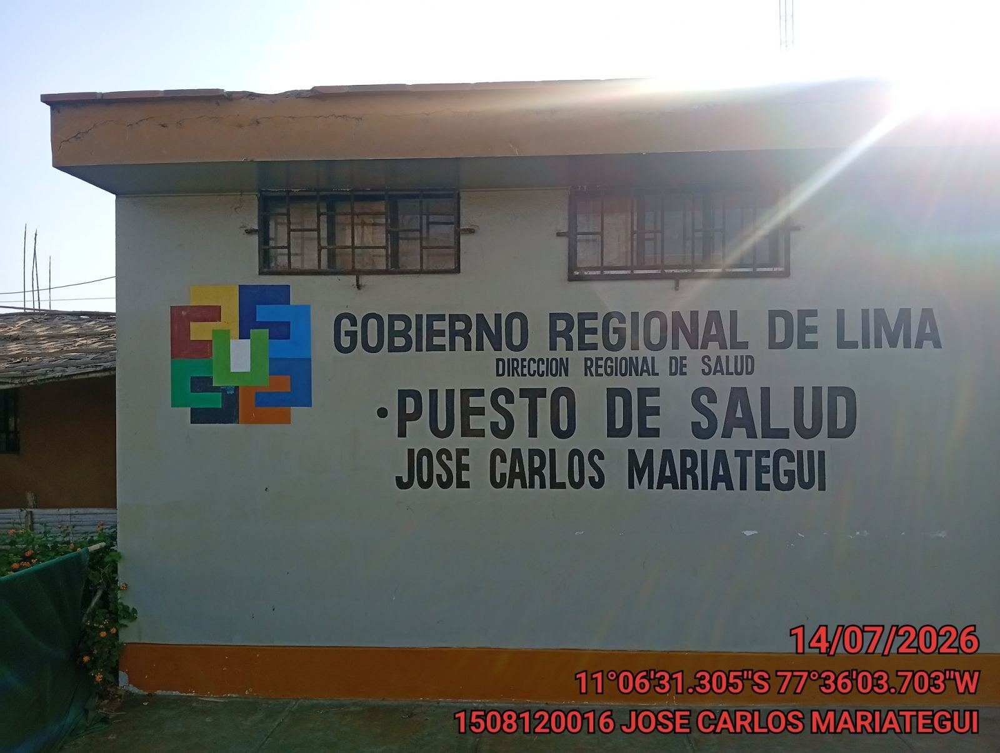 GOBIERNO REGIONAL DE LIMA
DIRECCION REGIONAL DE SALUD
•PUESTO DE SALUD
JOSE CARLOS MARIATEGUI
14/07/2026
11°06'31.305"S 77°36'03.703"W
1508120016 JOSE CARLOS MARIATEGUI